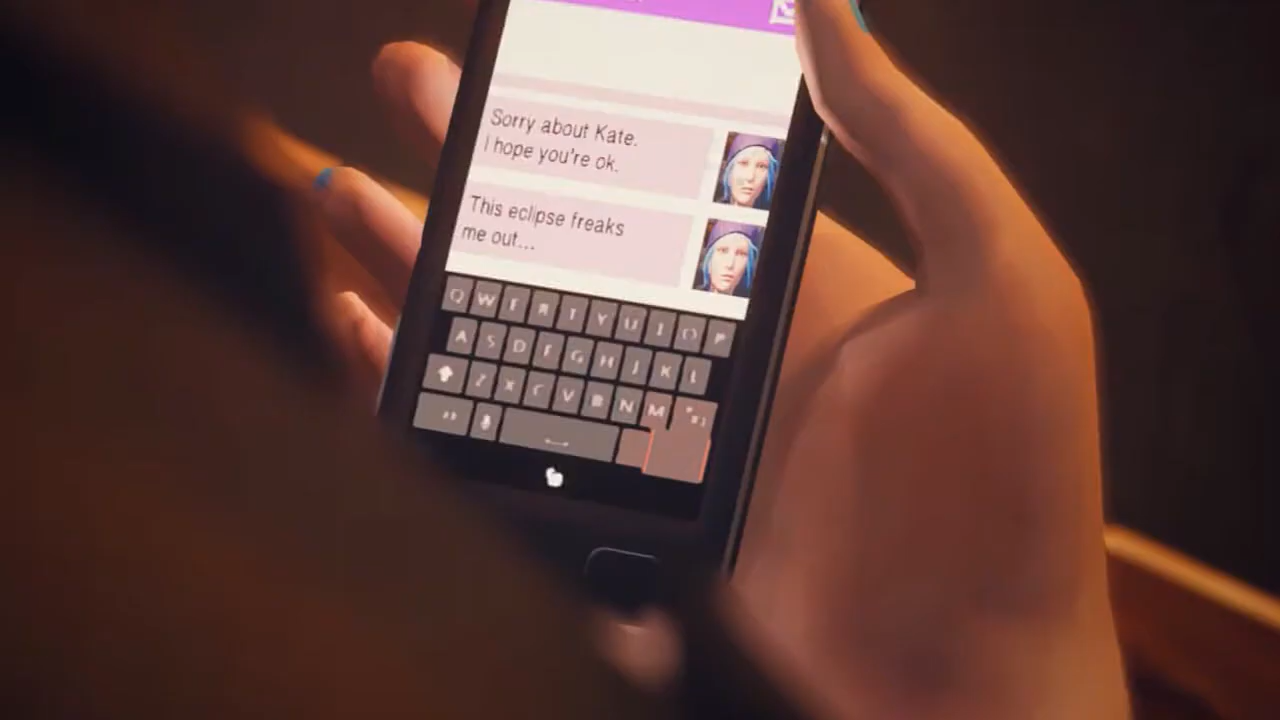 Sorry about Kate.
I hope you're ok.
This eclipse freaks
me out...
Q W E R T Y U I O P
A S D F G H J K L
Z X C V B N M